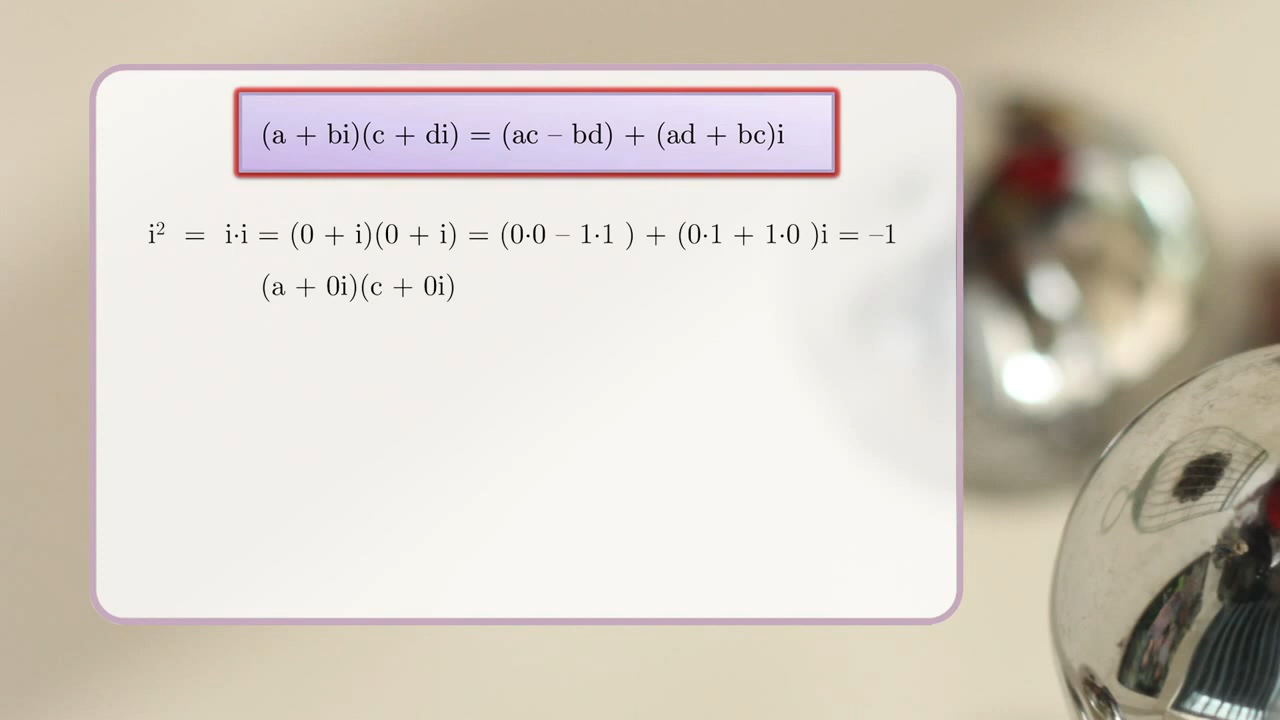 (a + bi)(c + di) = (ac – bd) + (ad + bc)i
i² = i·i = (0 + i)(0 + i) = (0·0 – 1·1 ) + (0·1 + 1·0 )i = –1
(a + 0i)(c + 0i)